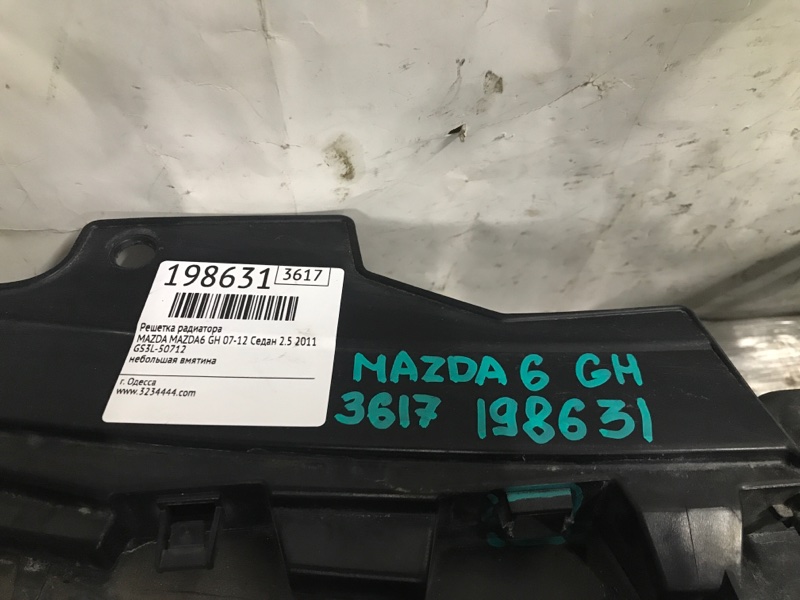 198631 3617
Решетка радиатора
MAZDA MAZDA6 GH 07-12 Седан 2.5 2011
GS3L-50712
небольшая вмятина
г. Одесса
www.3234444.com
MAZDA 6 GH
3617 198631